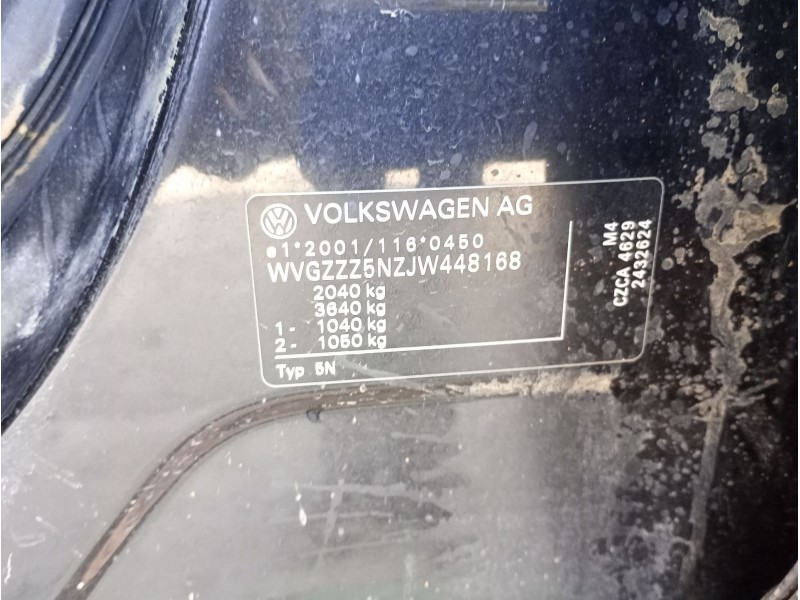 VOLKSWAGEN AG
e1*2001/116*0450
WVGZZZ5NZJW448168
2040 kg
3640 kg
1- 1040 kg
2- 1050 kg
Typ 5N
M4
CZCA 4629
2432624